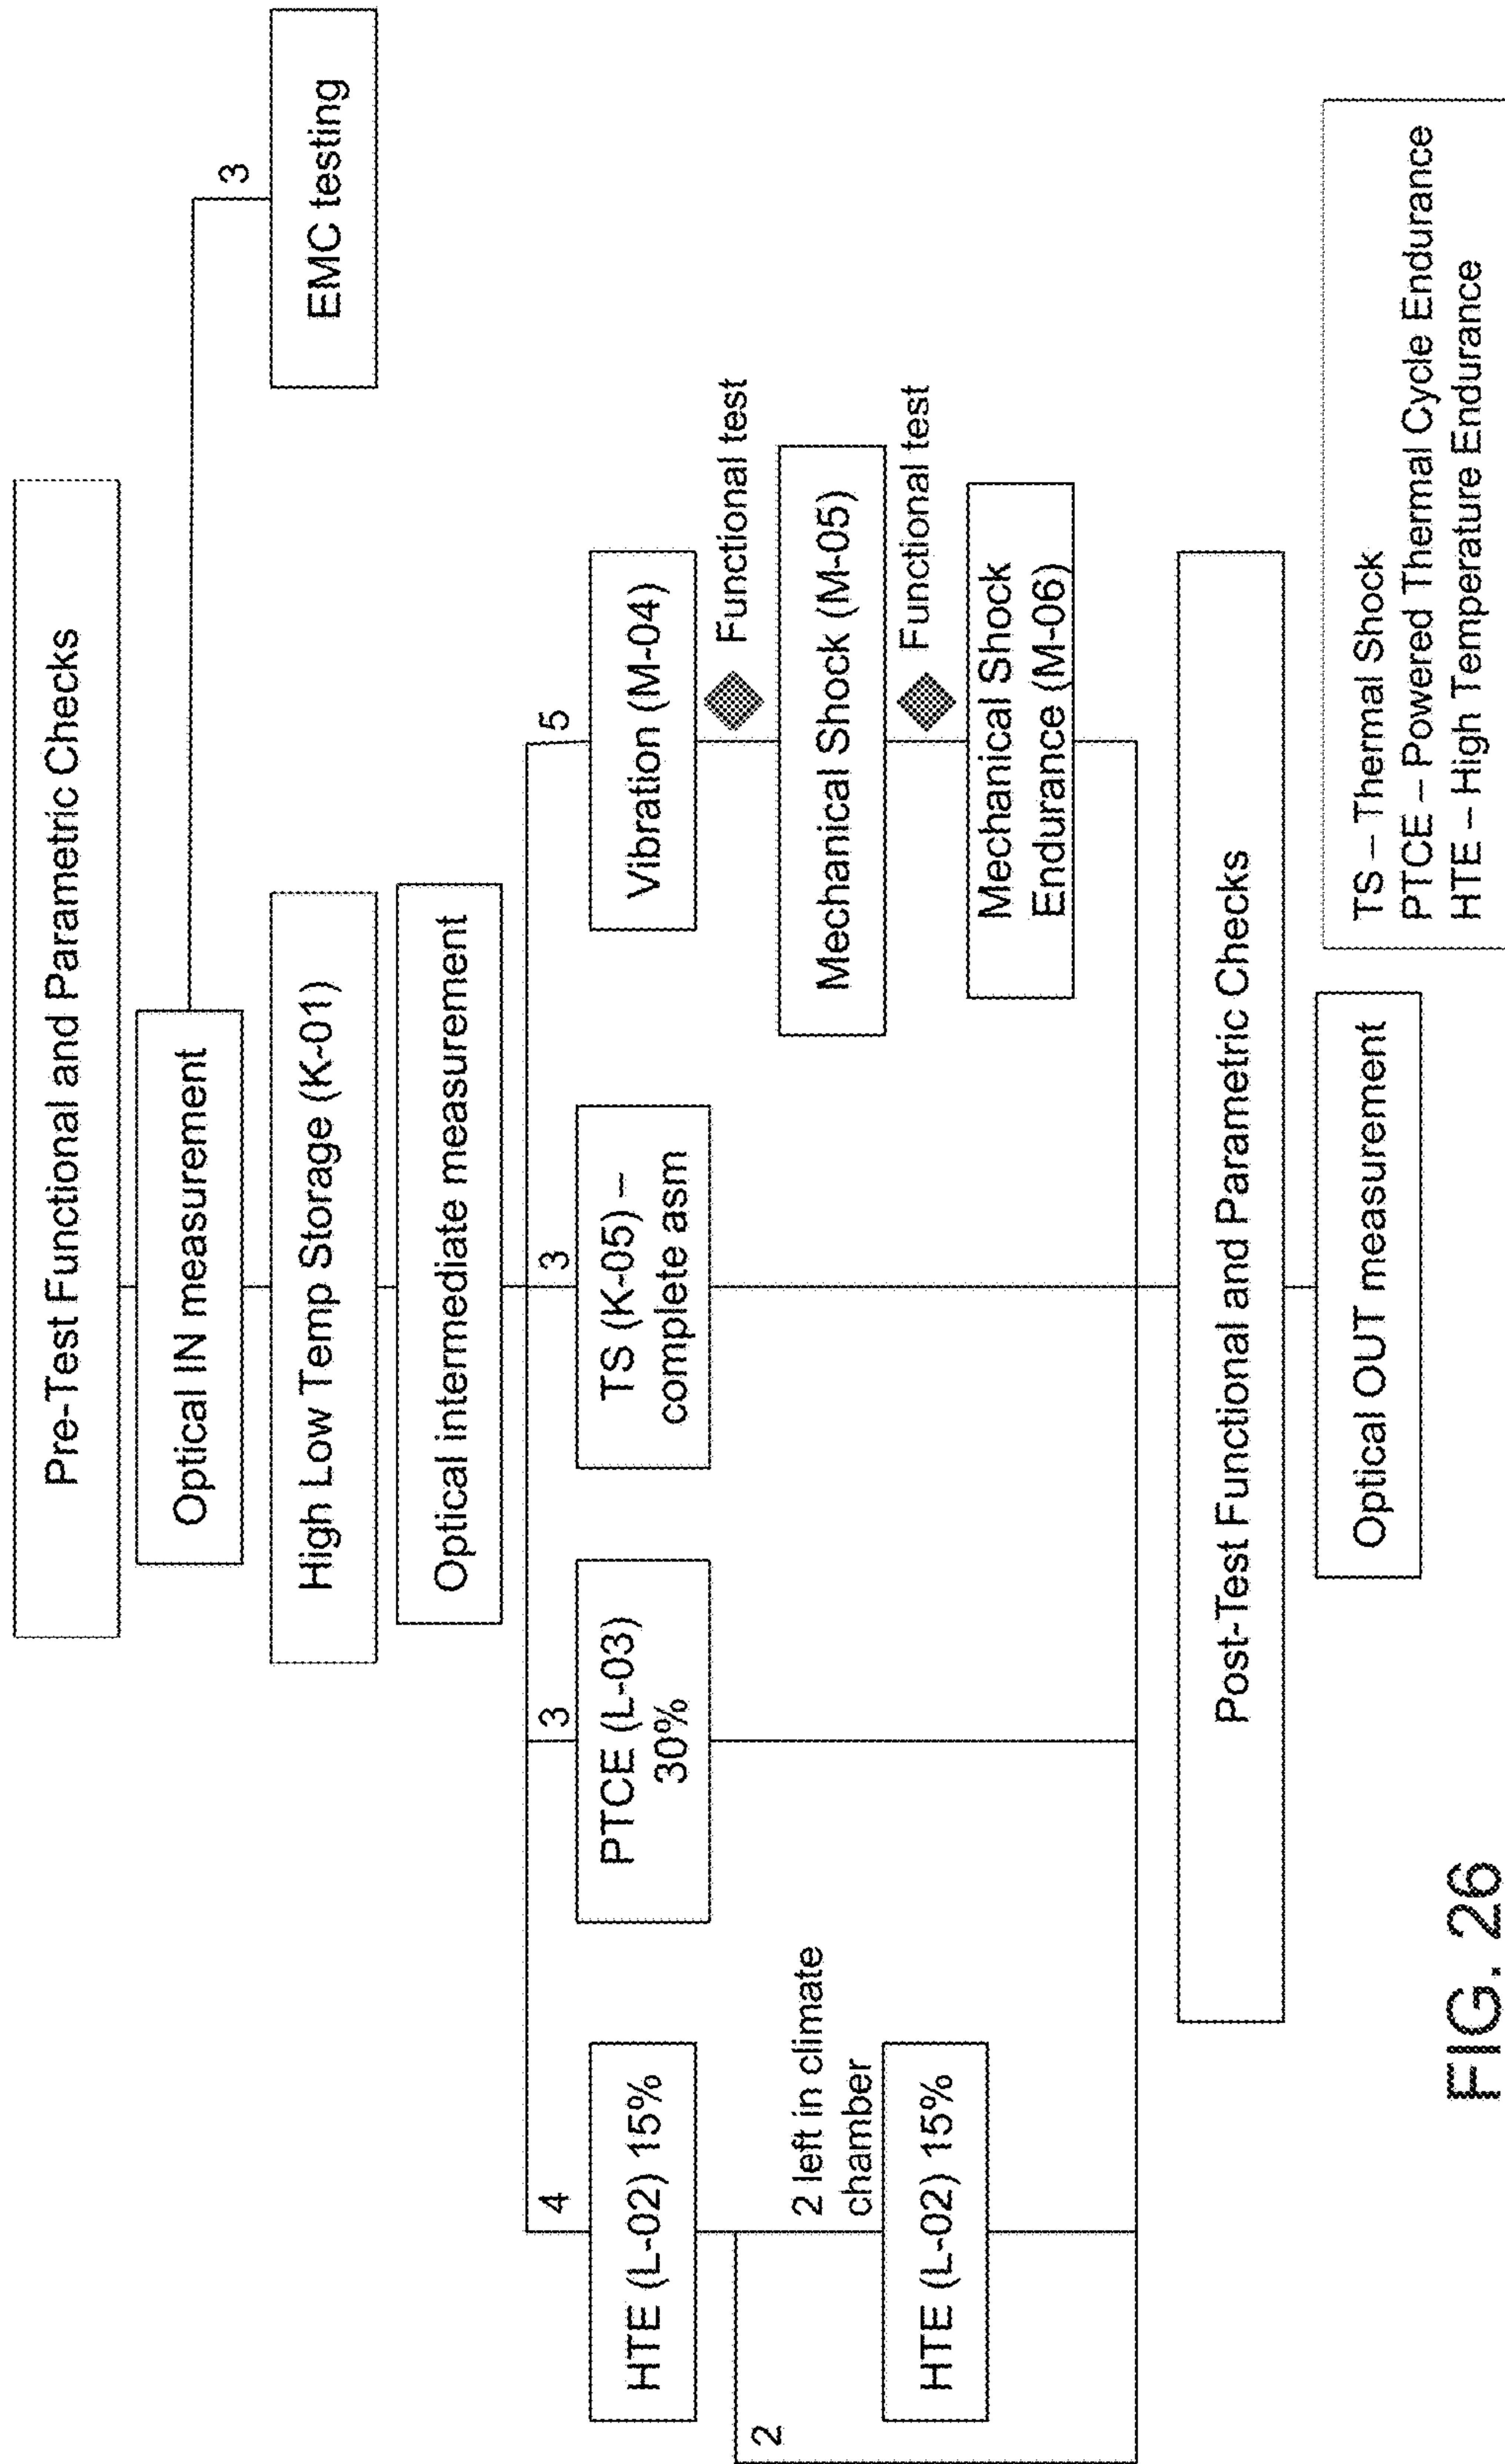 Pre-Test Functional and Parametric Checks
Optical IN measurement
3
High Low Temp Storage (K-01)
EMC testing
Optical intermediate measurement
4
3
3
5
HTE (L-02) 15%
PTCE (L-03)
30%
TS (K-05) –
complete asm
Vibration (M-04)
Functional test
2
2 left in climate
chamber
Mechanical Shock (M-05)
HTE (L-02) 15%
Functional test
Mechanical Shock
Endurance (M-06)
Post-Test Functional and Parametric Checks
Optical OUT measurement
TS – Thermal Shock
PTCE – Powered Thermal Cycle Endurance
HTE – High Temperature Endurance
FIG. 26